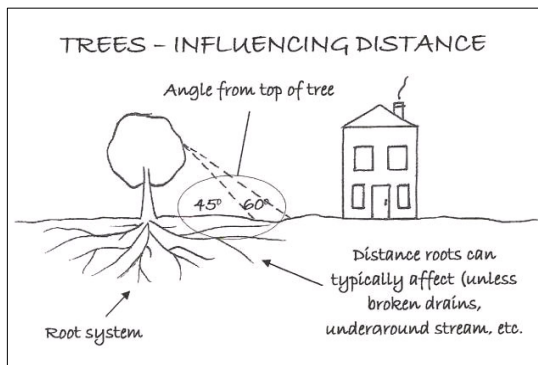 TREES – INFLUENCING DISTANCE
Angle from top of tree
45° 60°
Distance roots can
typically affect (unless
broken drains,
underground stream, etc.
Root system